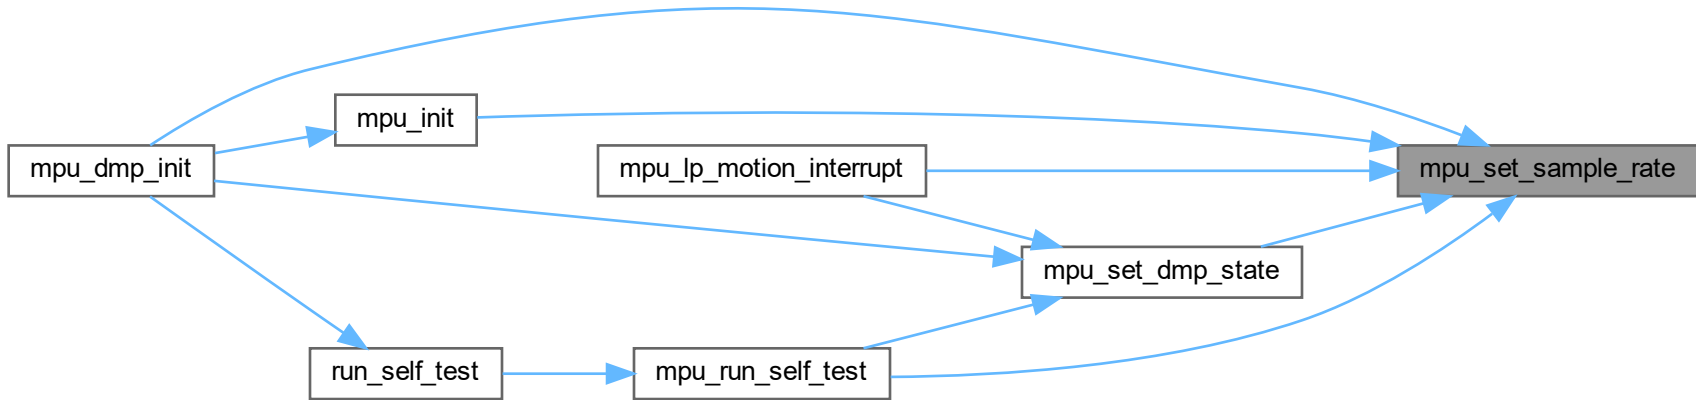 mpu_init
mpu_dmp_init
mpu_lp_motion_interrupt
mpu_set_sample_rate
mpu_set_dmp_state
run_self_test
mpu_run_self_test